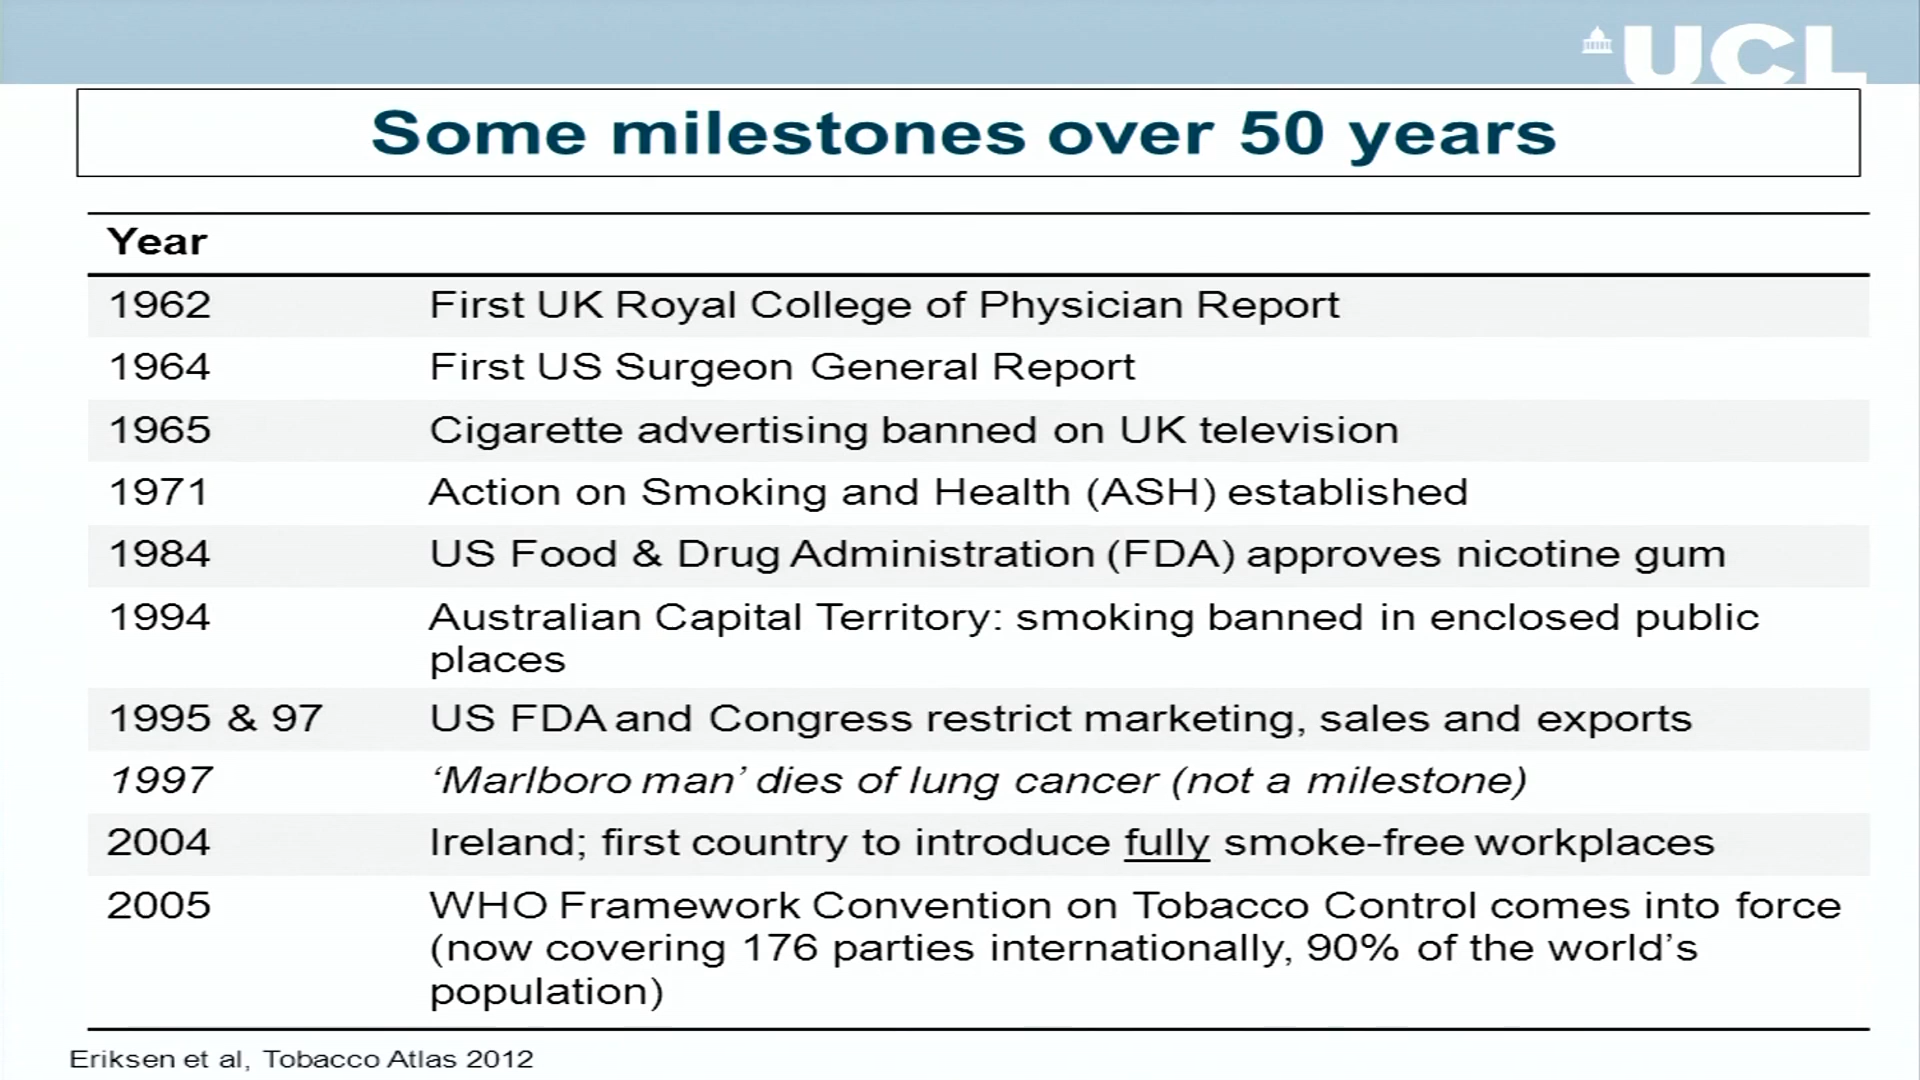 UCL
Some milestones over 50 years
Year
1962 First UK Royal College of Physician Report
1964 First US Surgeon General Report
1965 Cigarette advertising banned on UK television
1971 Action on Smoking and Health (ASH) established
1984 US Food & Drug Administration (FDA) approves nicotine gum
1994 Australian Capital Territory: smoking banned in enclosed public
places
1995 & 97 US FDA and Congress restrict marketing, sales and exports
1997 ‘Marlboro man’ dies of lung cancer (not a milestone)
2004 Ireland; first country to introduce fully smoke-free workplaces
2005 WHO Framework Convention on Tobacco Control comes into force
(now covering 176 parties internationally, 90% of the world’s
population)
Eriksen et al, Tobacco Atlas 2012